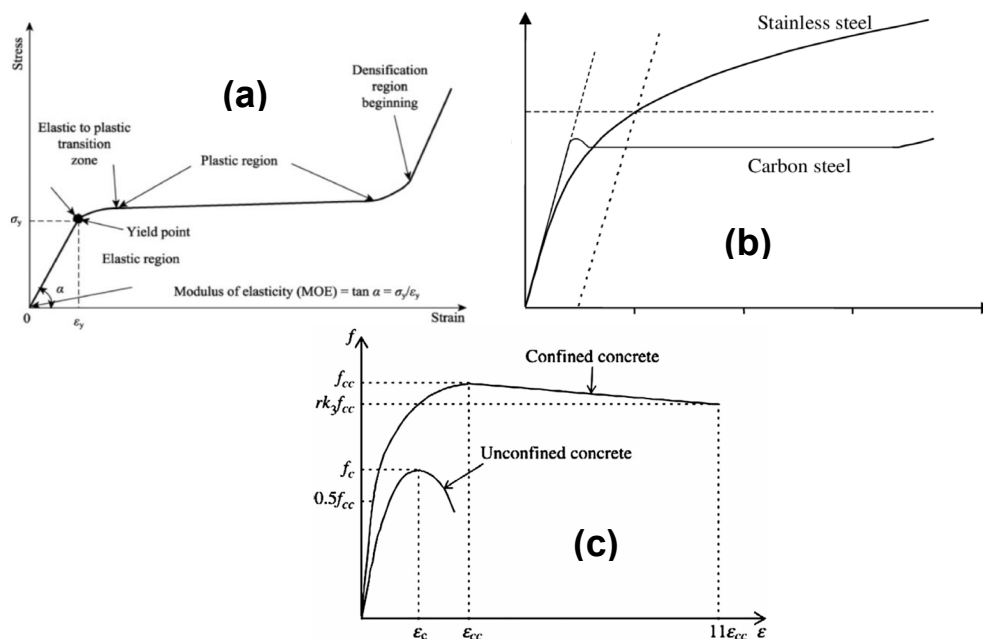 Stress
(a)
Densification
region
beginning
Elastic to plastic
transition
zone
Plastic region
σy
Yield point
Elastic region
α
Modulus of elasticity (MOE) = tan α = σy/εy
0
εy
Strain
Stainless steel
Carbon steel
(b)
f
Confined concrete
fcc
rk3fcc
Unconfined concrete
fc
0.5fcc
(c)
εc
εcc
11εcc
ε